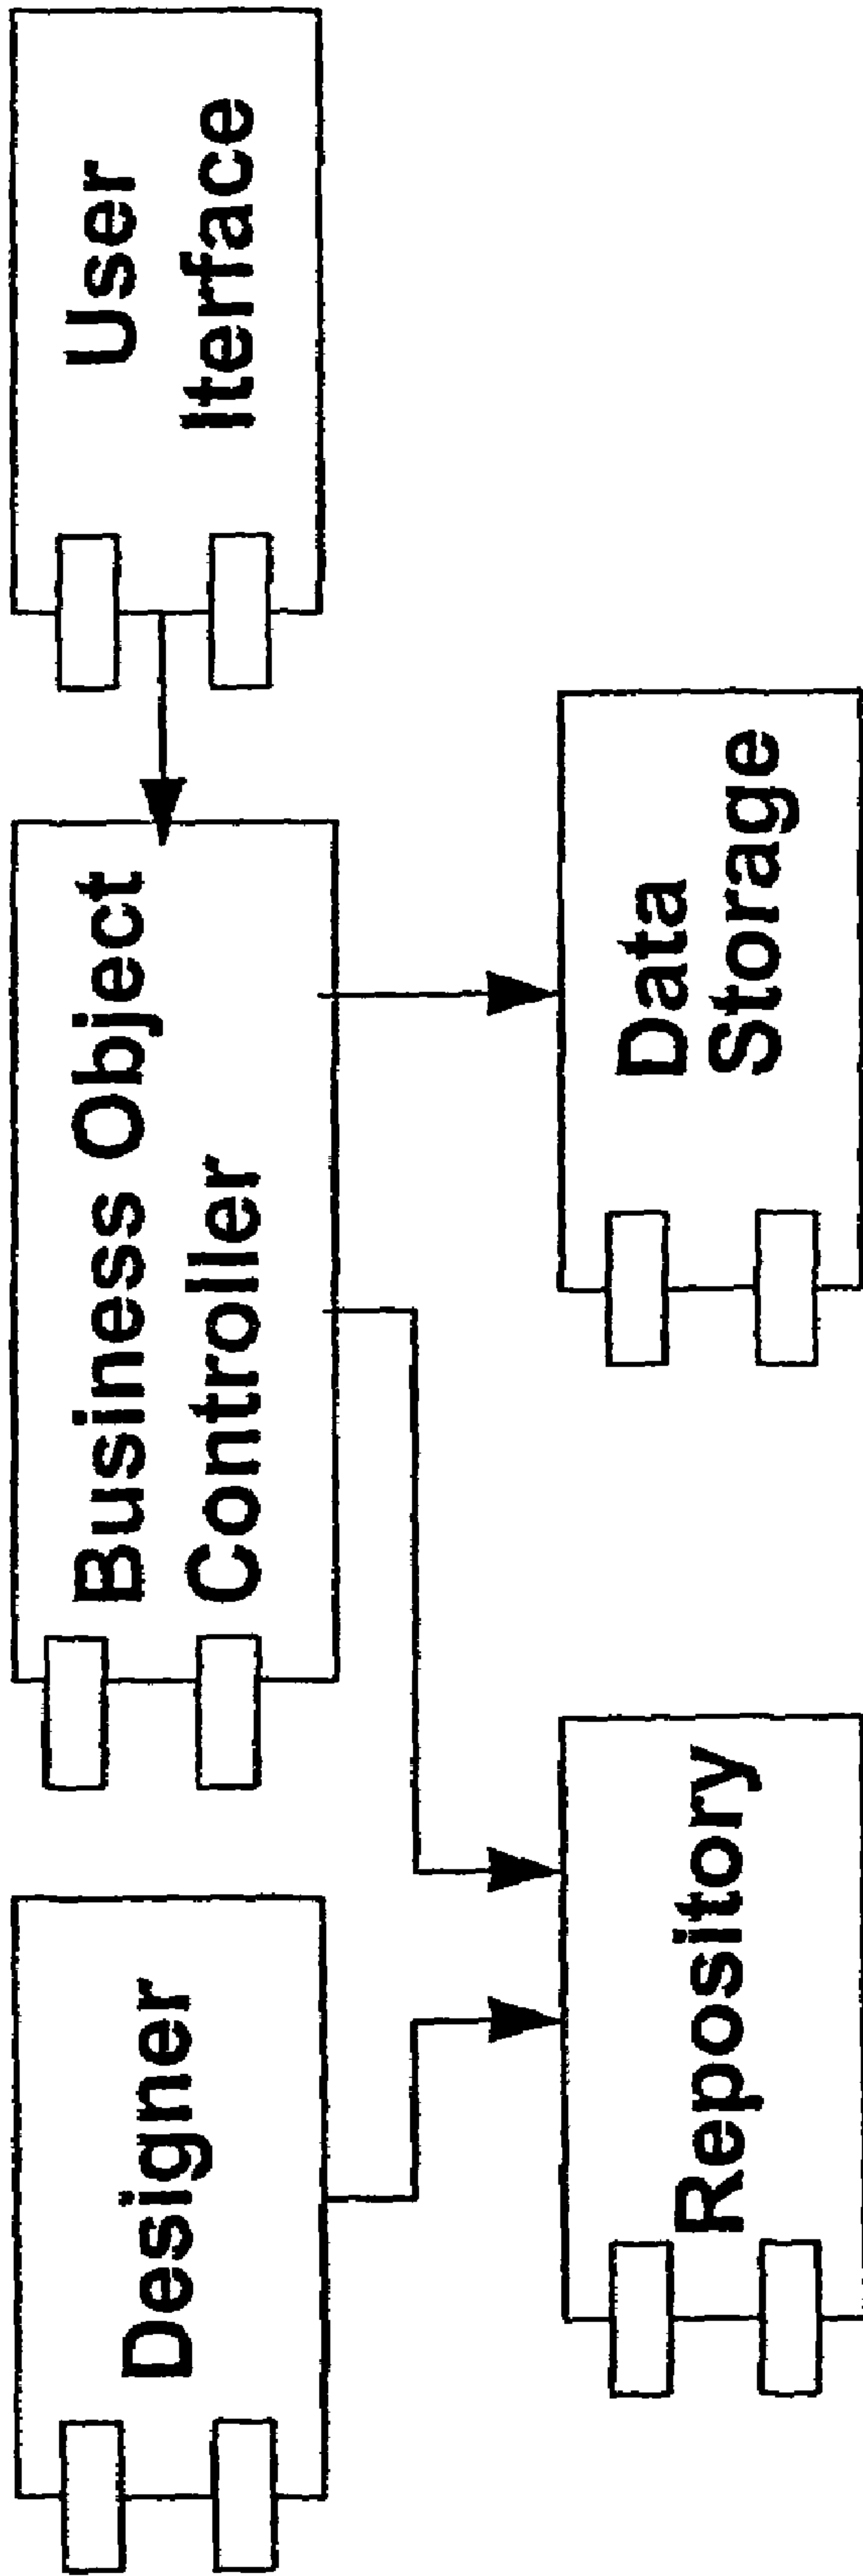 Designer
Business Object
Controller
User
Iterface
Repository
Data
Storage